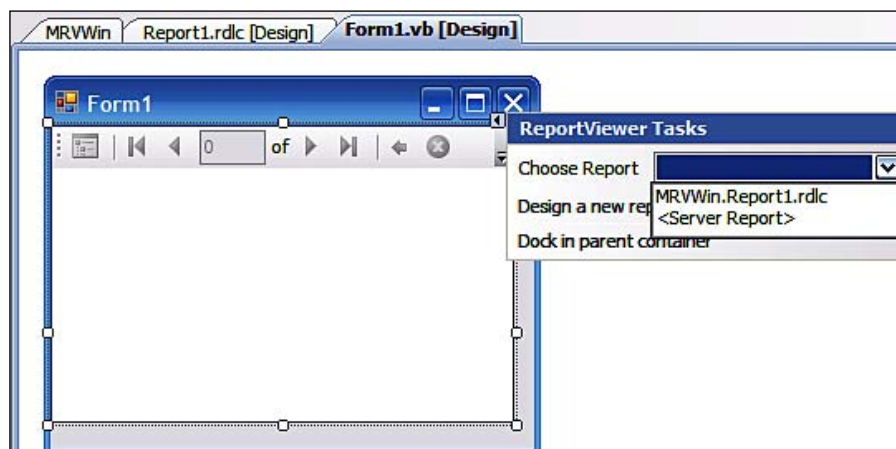 MRVWin Report1.rdlc [Design] Form1.vb [Design]
Form1
ReportViewer Tasks
0 of
Choose Report
MRVWin.Report1.rdlc
Design a new rep
<Server Report>
Dock in parent container